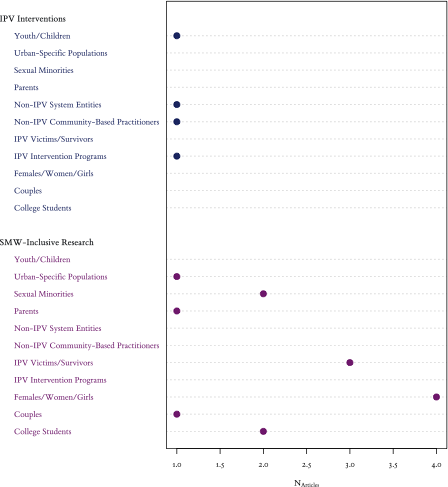 IPV Interventions
Youth/Children
Urban-Specific Populations
Sexual Minorities
Parents
Non-IPV System Entities
Non-IPV Community-Based Practitioners
IPV Victims/Survivors
IPV Intervention Programs
Females/Women/Girls
Couples
College Students
SMW-Inclusive Research
Youth/Children
Urban-Specific Populations
Sexual Minorities
Parents
Non-IPV System Entities
Non-IPV Community-Based Practitioners
IPV Victims/Survivors
IPV Intervention Programs
Females/Women/Girls
Couples
College Students
1.0 1.5 2.0 2.5 3.0 3.5 4.0
NArticles